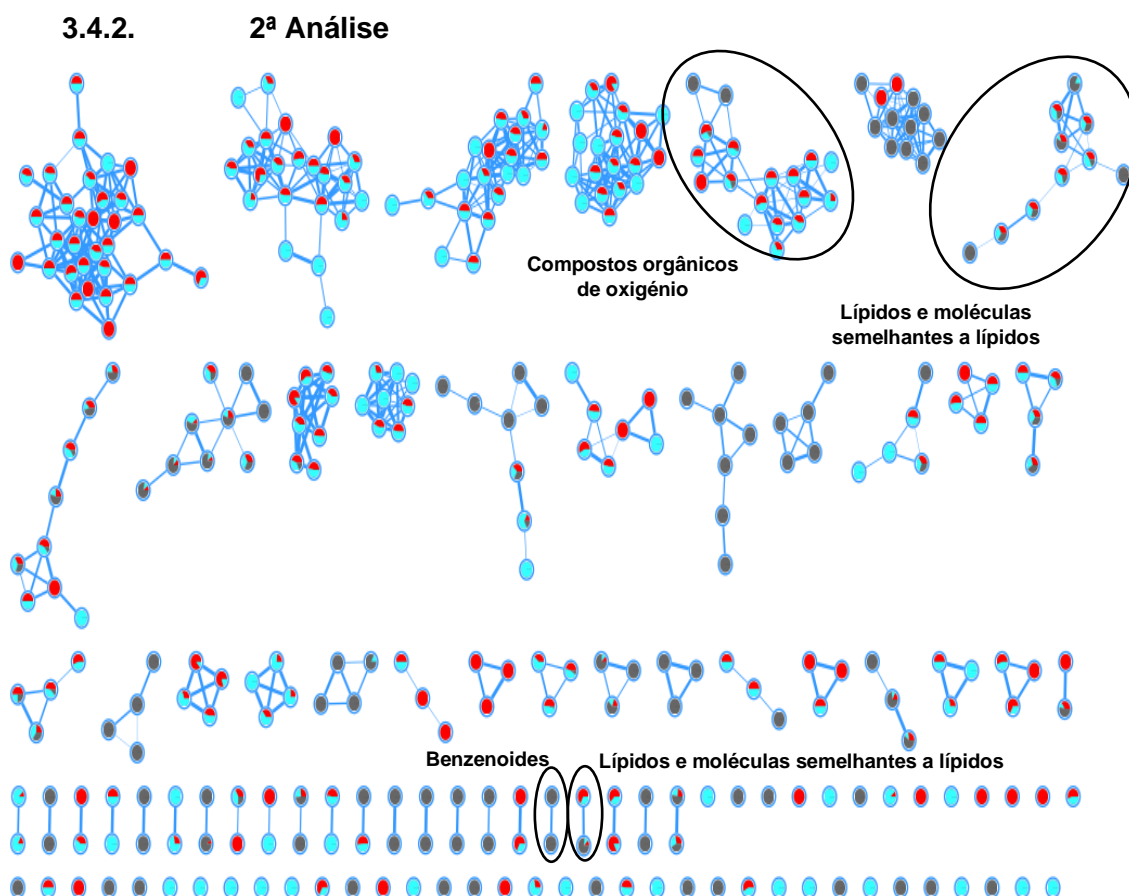 3.4.2. 2ª Análise
Compostos orgânicos
de oxigénio
Lípidos e moléculas
semelhantes a lípidos
Benzenoides
Lípidos e moléculas semelhantes a lípidos